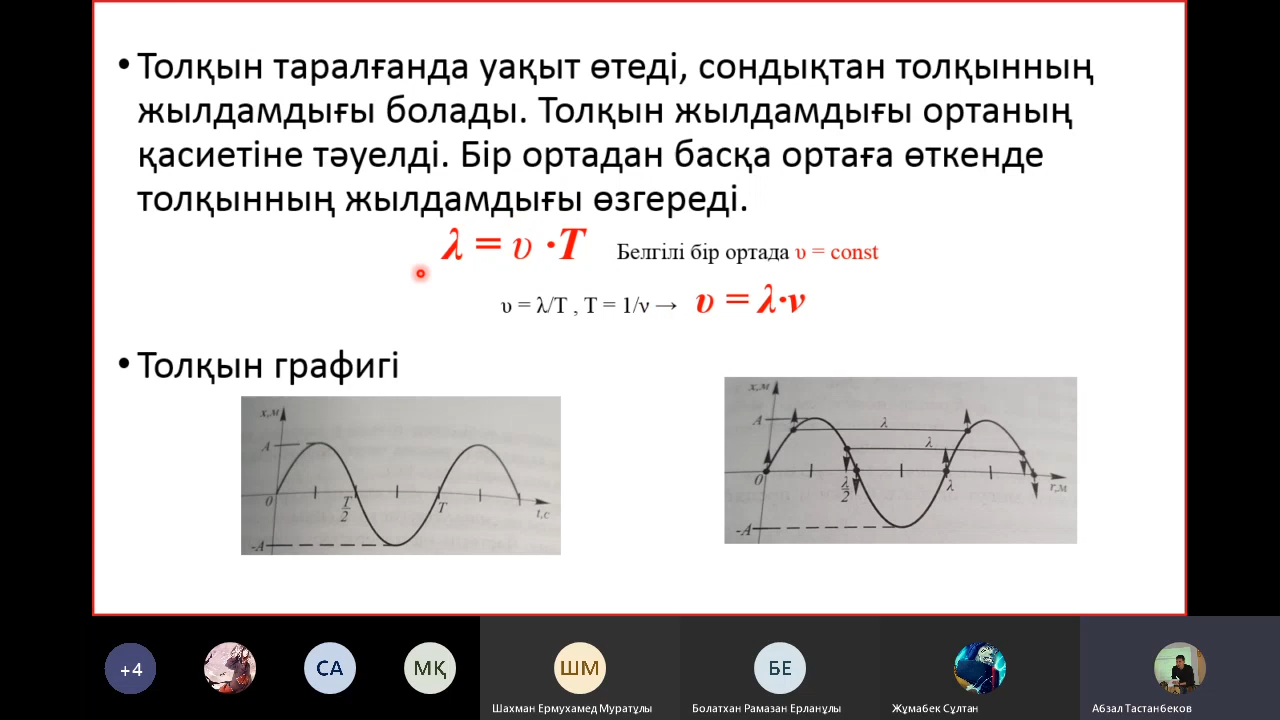 • Толқын таралғанда уақыт өтеді, сондықтан толқынның
жылдамдығы болады. Толқын жылдамдығы ортаның
қасиетіне тәуелді. Бір ортадан басқа ортаға өткенде
толқынның жылдамдығы өзгереді.
λ = υ ·T Белгілі бір ортада υ = const
υ = λ/T , T = 1/ν → υ = λ·ν
• Толқын графигі
x,м
A
0
T/2
T
t,c
-A
x,м
A
λ
λ
0
λ/2
λ
r,м
-A
+4
СА
МҚ
ШМ
БЕ
Шахман Ермухамед Муратұлы
Болатхан Рамазан Ерланұлы
Жұмабек Сұлтан
Абзал Тастанбеков